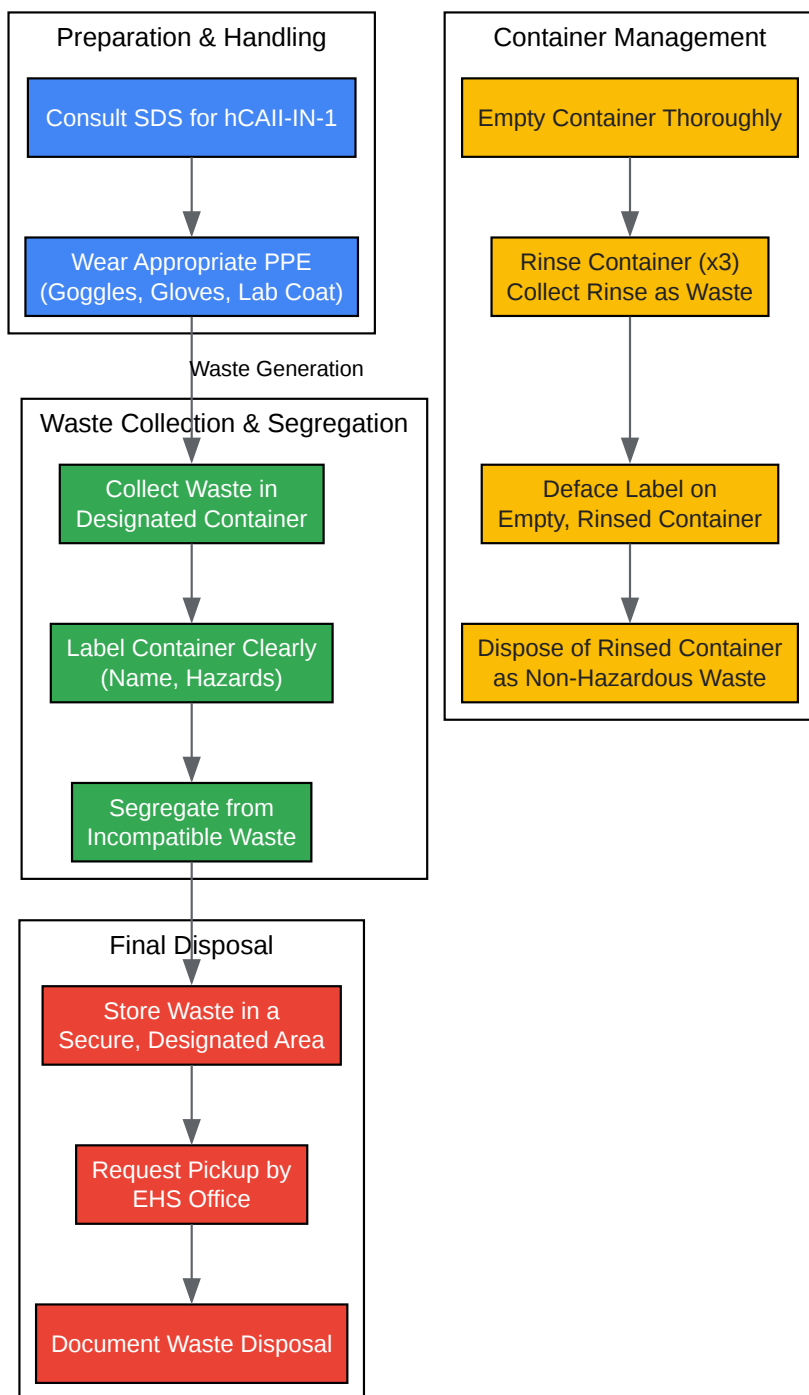 Preparation & Handling
Consult SDS for hCAII-IN-1
Wear Appropriate PPE
(Goggles, Gloves, Lab Coat)
Waste Generation
Waste Collection & Segregation
Collect Waste in
Designated Container
Label Container Clearly
(Name, Hazards)
Segregate from
Incompatible Waste
Final Disposal
Store Waste in a
Secure, Designated Area
Request Pickup by
EHS Office
Document Waste Disposal
Container Management
Empty Container Thoroughly
Rinse Container (x3)
Collect Rinse as Waste
Deface Label on
Empty, Rinsed Container
Dispose of Rinsed Container
as Non-Hazardous Waste